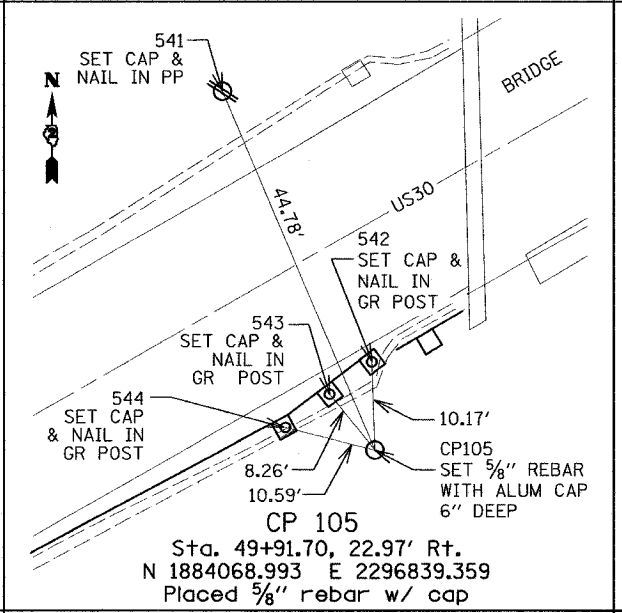 541
SET CAP &
NAIL IN PP
N
BRIDGE
44.78'
US30
542
SET CAP &
NAIL IN
GR POST
543
SET CAP &
NAIL IN
GR POST
544
SET CAP
& NAIL IN
GR POST
10.17'
8.26'
10.59'
CP105
SET 5/8" REBAR
WITH ALUM CAP
6" DEEP
CP 105
Sta. 49+91.70, 22.97' Rt.
N 1884068.993 E 2296839.359
Placed 5/8" rebar w/ cap